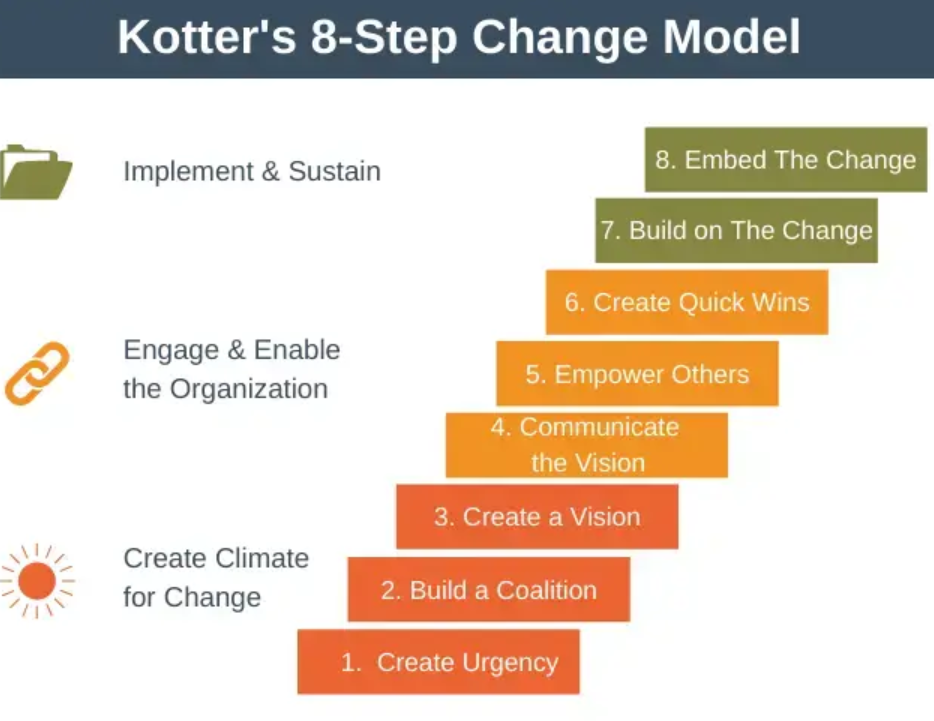 Kotter's 8-Step Change Model
Implement & Sustain
8. Embed The Change
7. Build on The Change
6. Create Quick Wins
Engage & Enable
the Organization
5. Empower Others
4. Communicate
the Vision
3. Create a Vision
Create Climate
for Change
2. Build a Coalition
1. Create Urgency